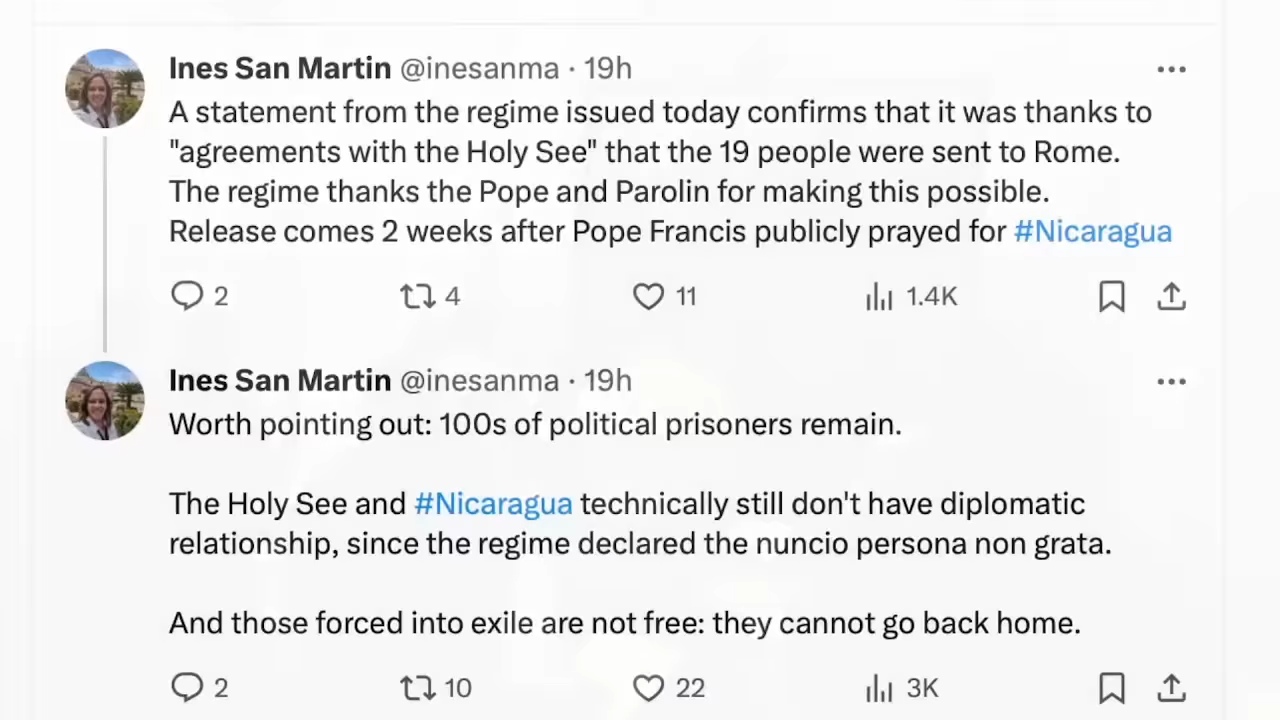 Ines San Martin @inesanma · 19h
A statement from the regime issued today confirms that it was thanks to
"agreements with the Holy See" that the 19 people were sent to Rome.
The regime thanks the Pope and Parolin for making this possible.
Release comes 2 weeks after Pope Francis publicly prayed for #Nicaragua
2 4 11 1.4K
Ines San Martin @inesanma · 19h
Worth pointing out: 100s of political prisoners remain.
The Holy See and #Nicaragua technically still don't have diplomatic
relationship, since the regime declared the nuncio persona non grata.
And those forced into exile are not free: they cannot go back home.
2 10 22 3K